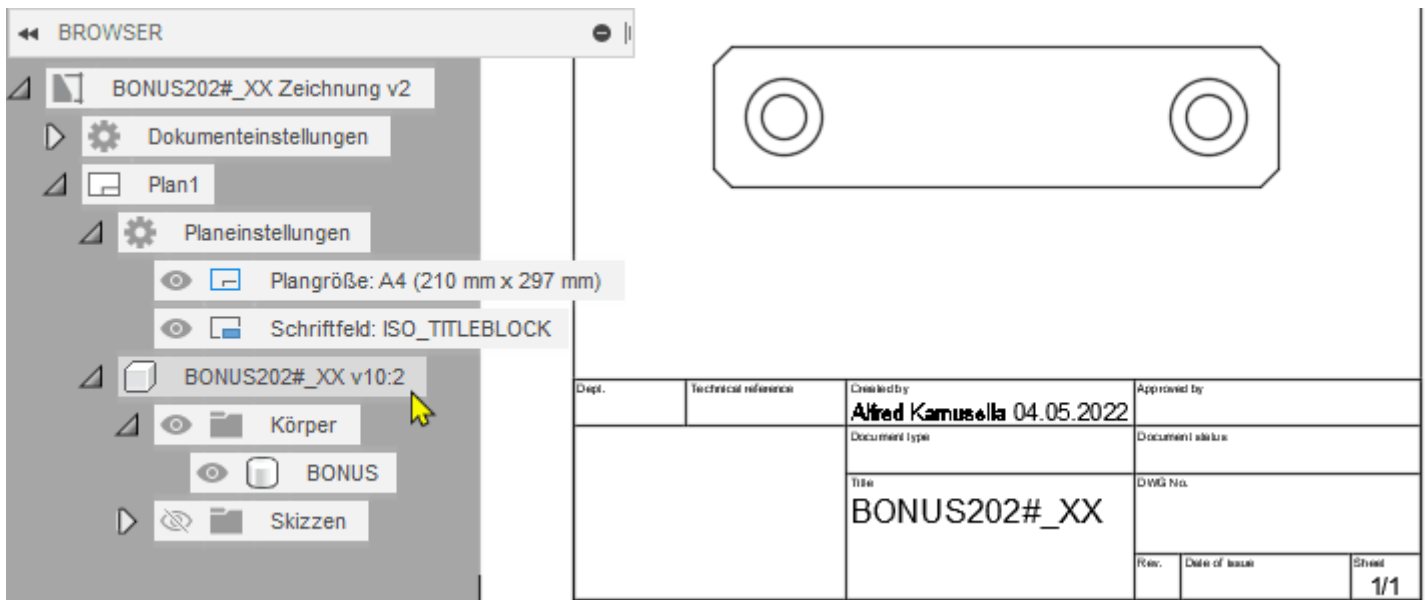 BROWSER
BONUS202#_XX Zeichnung v2
Dokumenteinstellungen
Plan1
Planeinstellungen
Plangröße: A4 (210 mm x 297 mm)
Schriftfeld: ISO_TITLEBLOCK
BONUS202#_XX v10:2
Körper
BONUS
Skizzen
Dept.
Technical reference
Created by
Approved by
Alfred Kamusella 04.05.2022
Document type
Document status
Title
DWG No.
BONUS202#_XX
Rev.
Date of issue
Sheet
1/1